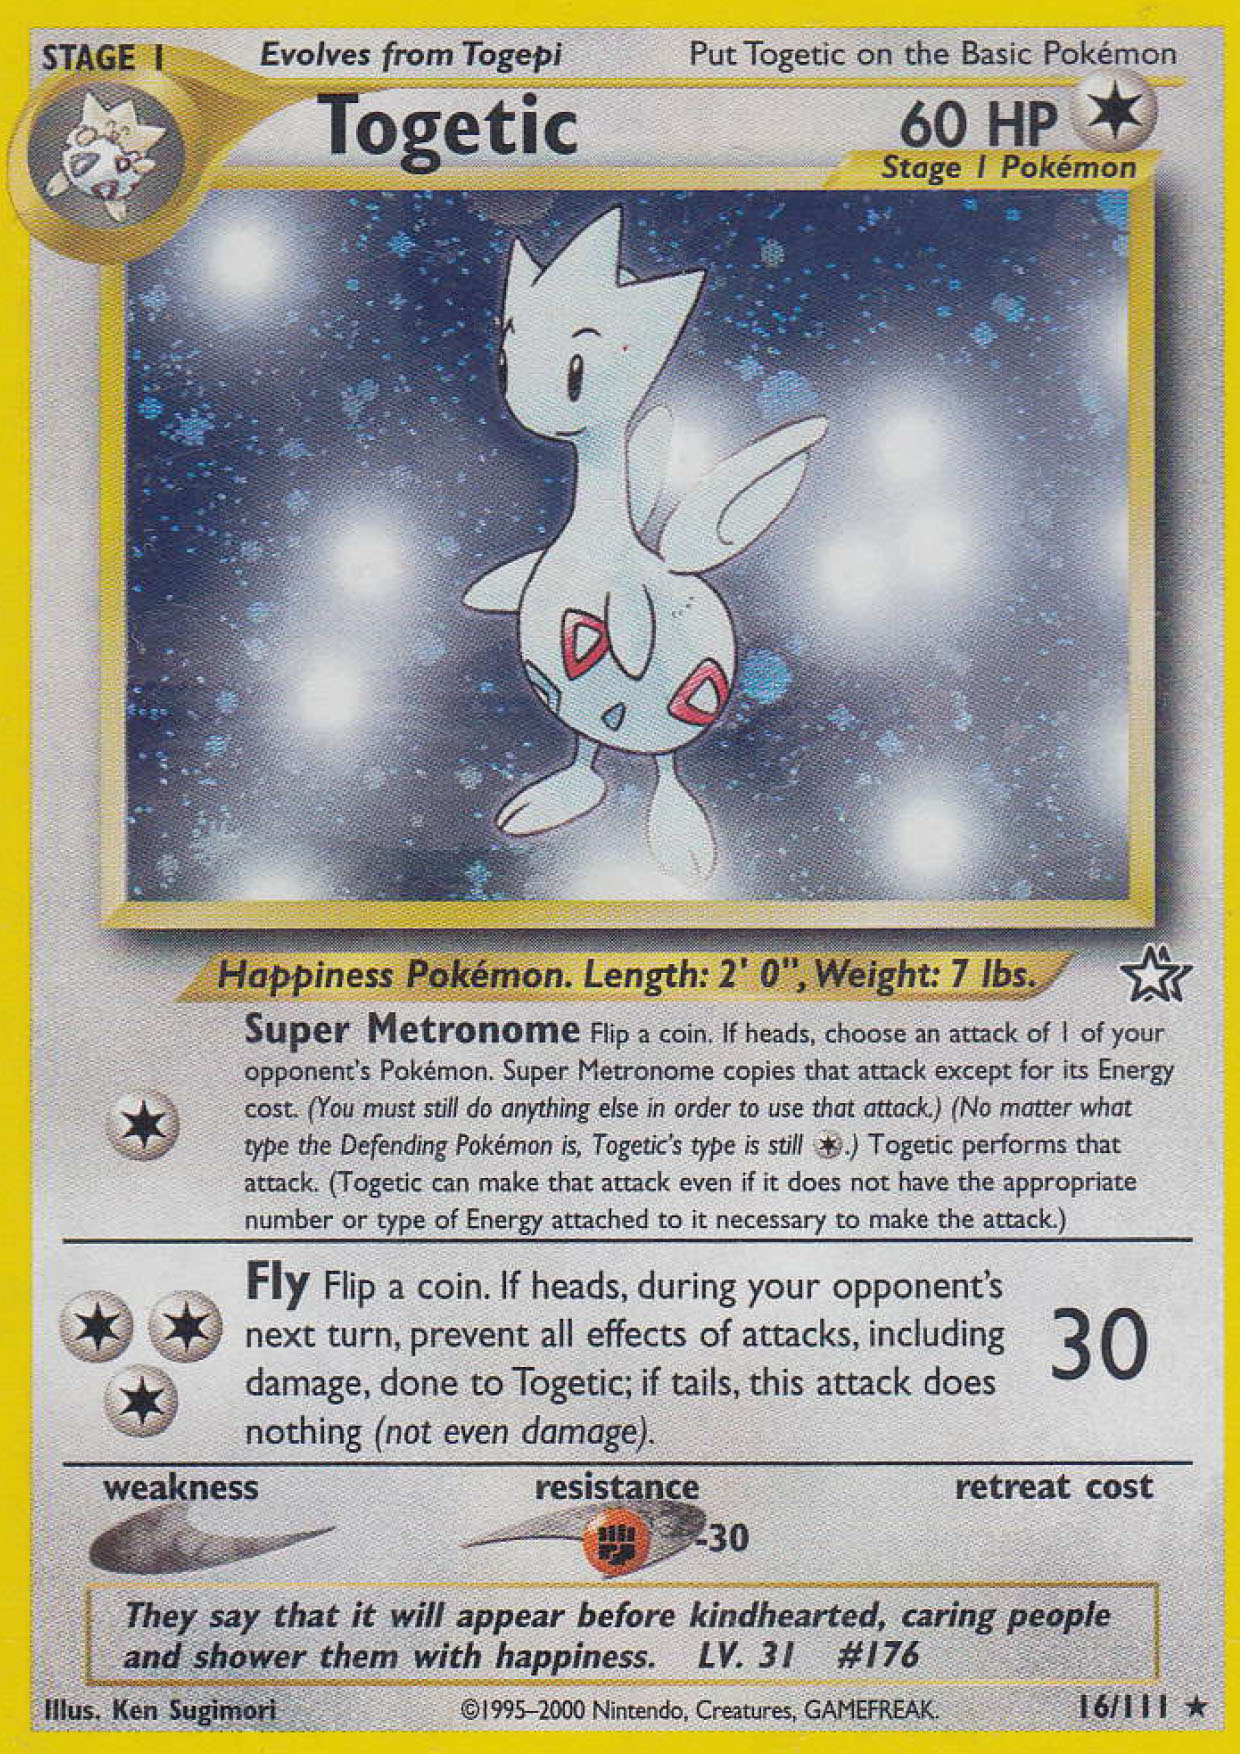 STAGE 1
Evolves from Togepi
Put Togetic on the Basic Pokémon
Togetic
60 HP
Stage 1 Pokémon
Happiness Pokémon. Length: 2' 0", Weight: 7 lbs.
Super Metronome Flip a coin. If heads, choose an attack of 1 of your
opponent's Pokémon. Super Metronome copies that attack except for its Energy
cost. (You must still do anything else in order to use that attack.) (No matter what
type the Defending Pokémon is, Togetic's type is still .) Togetic performs that
attack. (Togetic can make that attack even if it does not have the appropriate
number or type of Energy attached to it necessary to make the attack.)
Fly Flip a coin. If heads, during your opponent's
next turn, prevent all effects of attacks, including
damage, done to Togetic; if tails, this attack does
nothing (not even damage).
30
weakness
resistance
retreat cost
-30
They say that it will appear before kindhearted, caring people
and shower them with happiness. LV. 31 #176
Illus. Ken Sugimori
©1995–2000 Nintendo, Creatures, GAMEFREAK.
16/111 ★